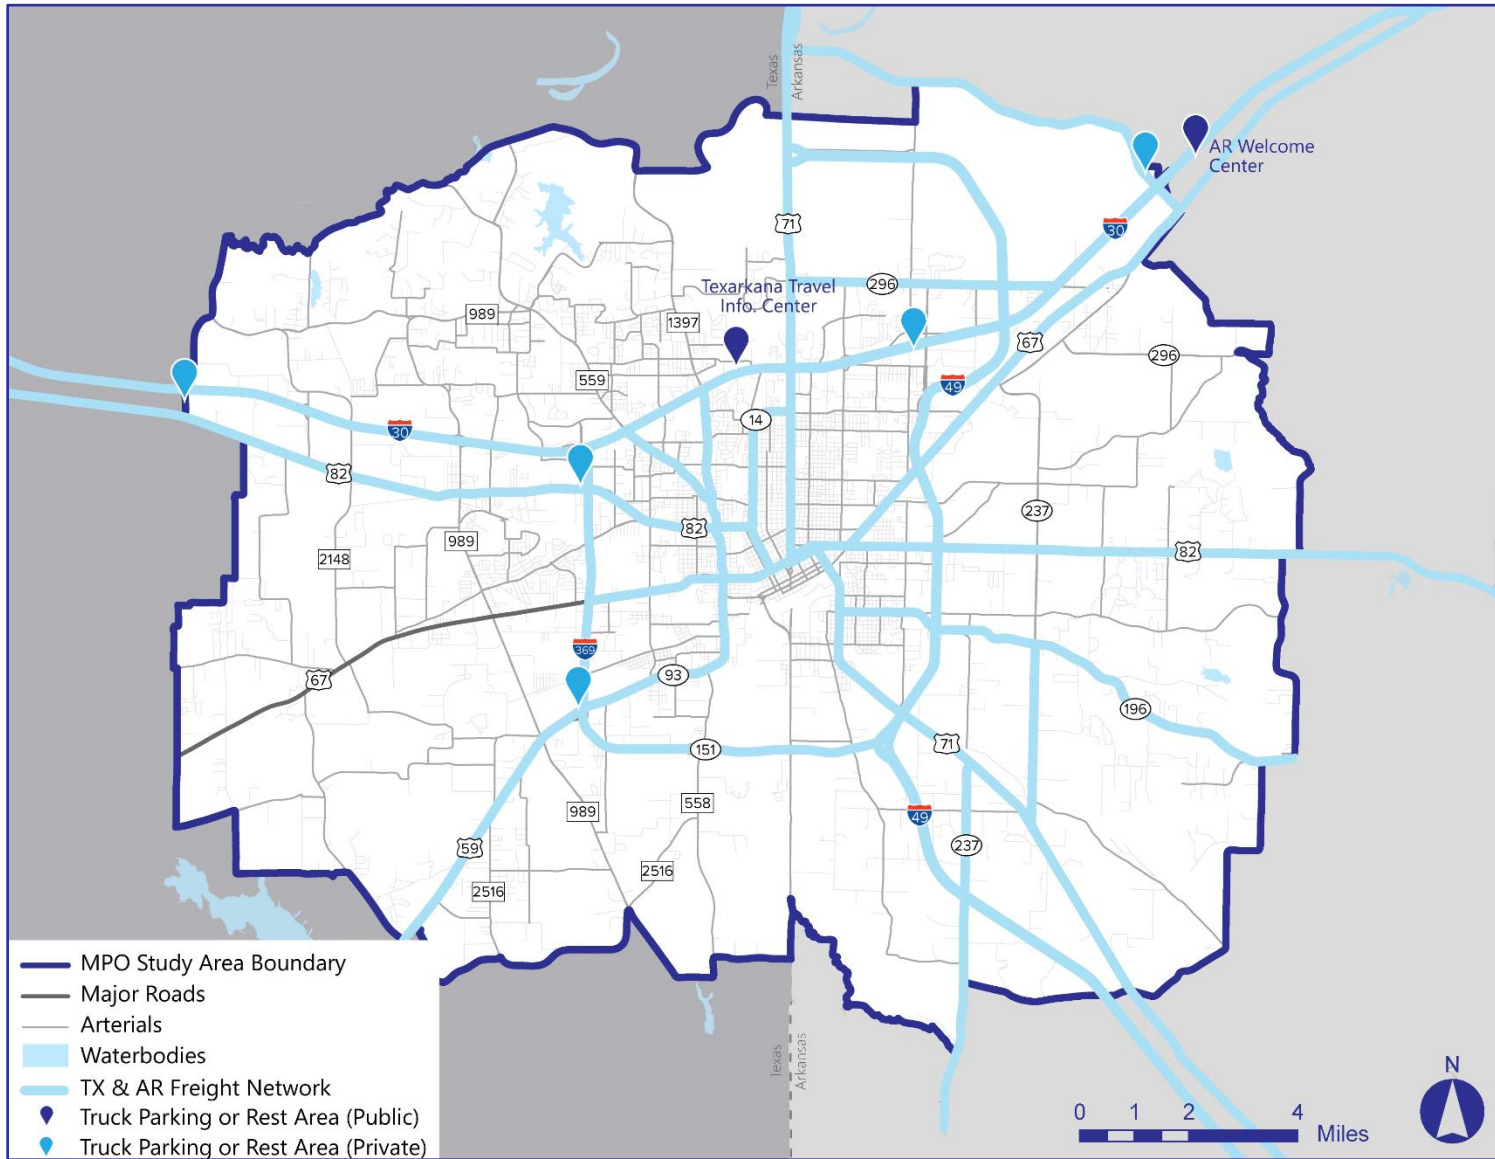 Texas
Arkansas
AR Welcome
Center
71
30
296
Texarkana Travel
Info. Center
989
1397
67
296
559
49
14
30
82
237
82
989
82
2148
369
67
93
196
71
151
989
558
49
59
237
2516
2516
MPO Study Area Boundary
Major Roads
Arterials
Waterbodies
TX & AR Freight Network
Truck Parking or Rest Area (Public)
Truck Parking or Rest Area (Private)
Texas
Arkansas
N
0 1 2 4
Miles